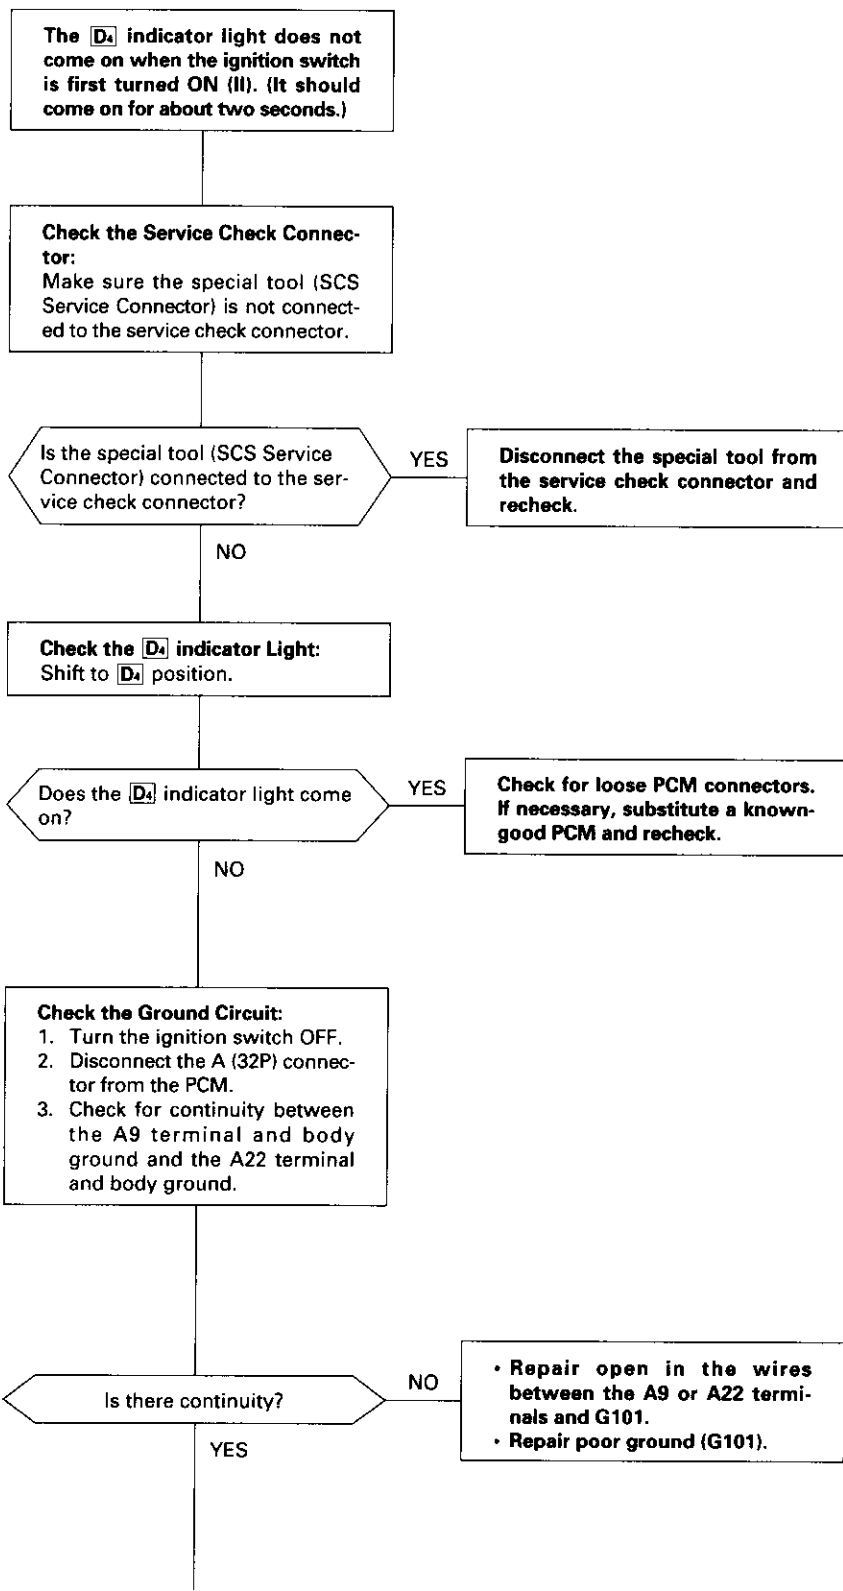 The D4 indicator light does not
come on when the ignition switch
is first turned ON (II). (It should
come on for about two seconds.)
Check the Service Check Connec-
tor:
Make sure the special tool (SCS
Service Connector) is not connect-
ed to the service check connector.
Is the special tool (SCS Service
Connector) connected to the ser-
vice check connector?
YES
Disconnect the special tool from
the service check connector and
recheck.
NO
Check the D4 indicator Light:
Shift to D4 position.
Does the D4 indicator light come
on?
YES
Check for loose PCM connectors.
If necessary, substitute a known-
good PCM and recheck.
NO
Check the Ground Circuit:
1. Turn the ignition switch OFF.
2. Disconnect the A (32P) connec-
tor from the PCM.
3. Check for continuity between
the A9 terminal and body
ground and the A22 terminal
and body ground.
Is there continuity?
NO
• Repair open in the wires
between the A9 or A22 termi-
nals and G101.
• Repair poor ground (G101).
YES